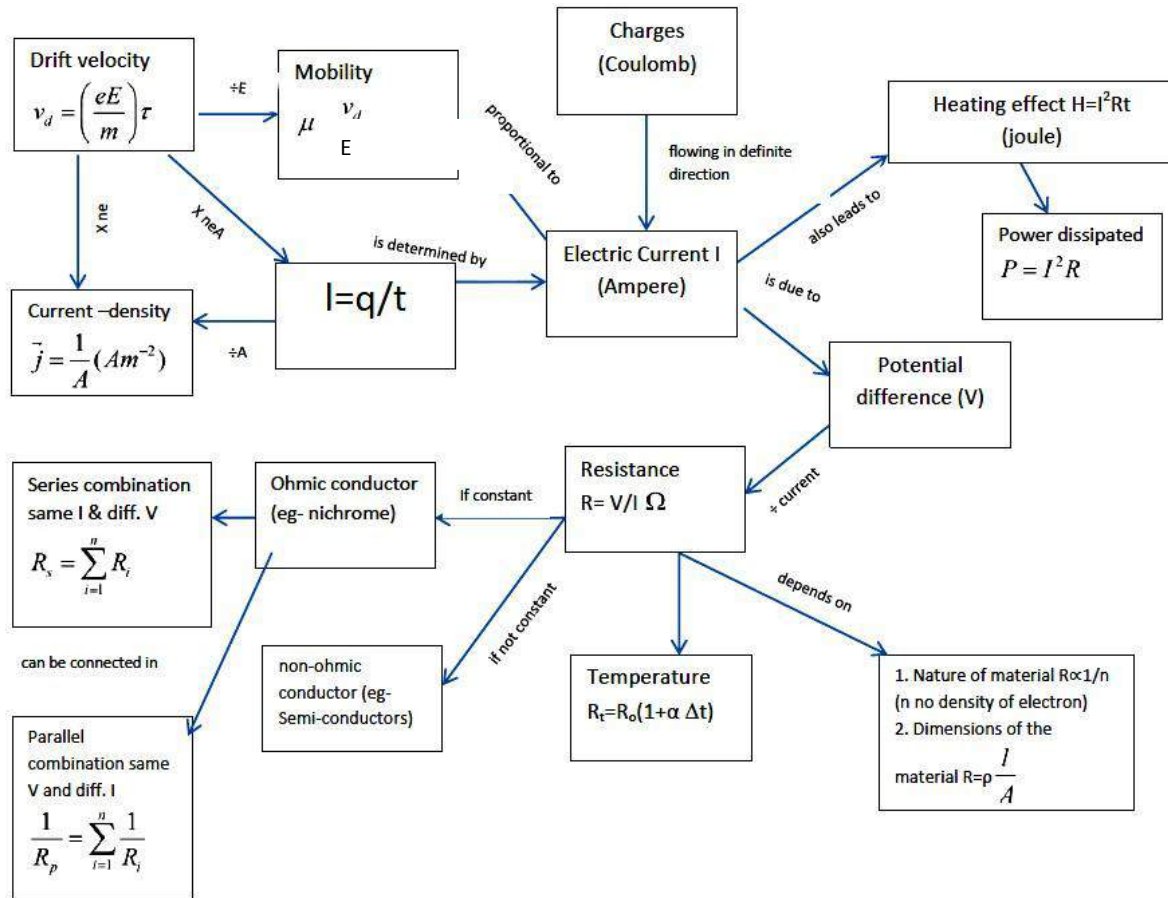 Drift velocity
v_d = (eE/m) τ
÷E
Mobility
μ v_d
E
proportional to
Charges
(Coulomb)
flowing in definite
direction
Heating effect H=I²Rt
(joule)
also leads to
Power dissipated
P = I²R
X ne
X neA
is determined by
I=q/t
Electric Current I
(Ampere)
is due to
Current –density
j⃗ = 1/A (Am⁻²)
÷A
Potential
difference (V)
÷ current
Resistance
R= V/I Ω
If constant
Ohmic conductor
(eg- nichrome)
Series combination
same I & diff. V
R_s = ∑_{i=1}^{n} R_i
if not constant
depends on
can be connected in
non-ohmic
conductor (eg-
Semi-conductors)
Temperature
Rₜ=Rₒ(1+α Δt)
1. Nature of material R∝1/n
(n no density of electron)
2. Dimensions of the
material R=ρ l/A
Parallel
combination same
V and diff. I
1/R_p = ∑_{i=1}^{n} 1/R_i